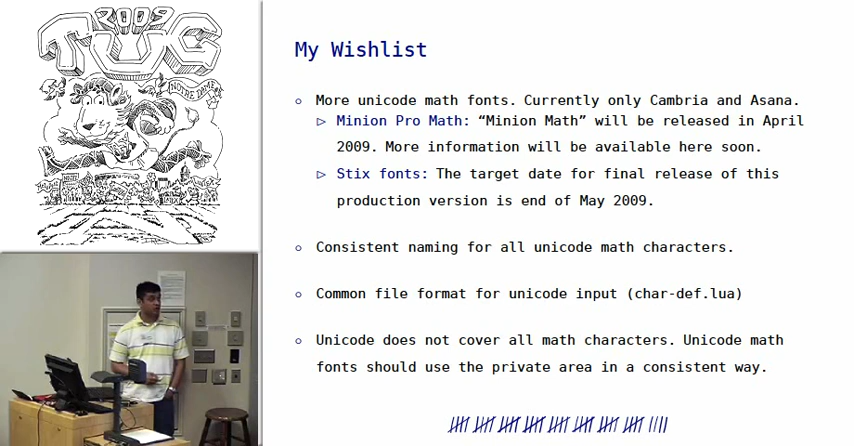 2009
TUG
NOTRE DAME
My Wishlist
More unicode math fonts. Currently only Cambria and Asana.
Minion Pro Math: “Minion Math” will be released in April
2009. More information will be available here soon.
Stix fonts: The target date for final release of this
production version is end of May 2009.
Consistent naming for all unicode math characters.
Common file format for unicode input (char-def.lua)
Unicode does not cover all math characters. Unicode math
fonts should use the private area in a consistent way.